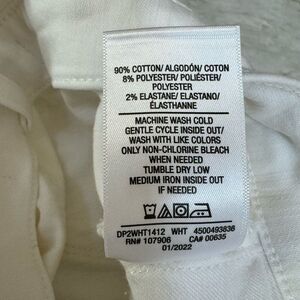 90% COTTON/ALGODÓN/ COTON
8% POLYESTER/ POLIÉSTER/
POLYESTER
2% ELASTANE/ ELASTANO/
ÉLASTHANNE
MACHINE WASH COLD
GENTLE CYCLE INSIDE OUT/
WASH WITH LIKE COLORS
ONLY NON-CHLORINE BLEACH
WHEN NEEDED
TUMBLE DRY LOW
MEDIUM IRON INSIDE OUT
IF NEEDED
DP2WHT1412 WHT 4500493836
RN# 107906 CA# 00635
01/2022